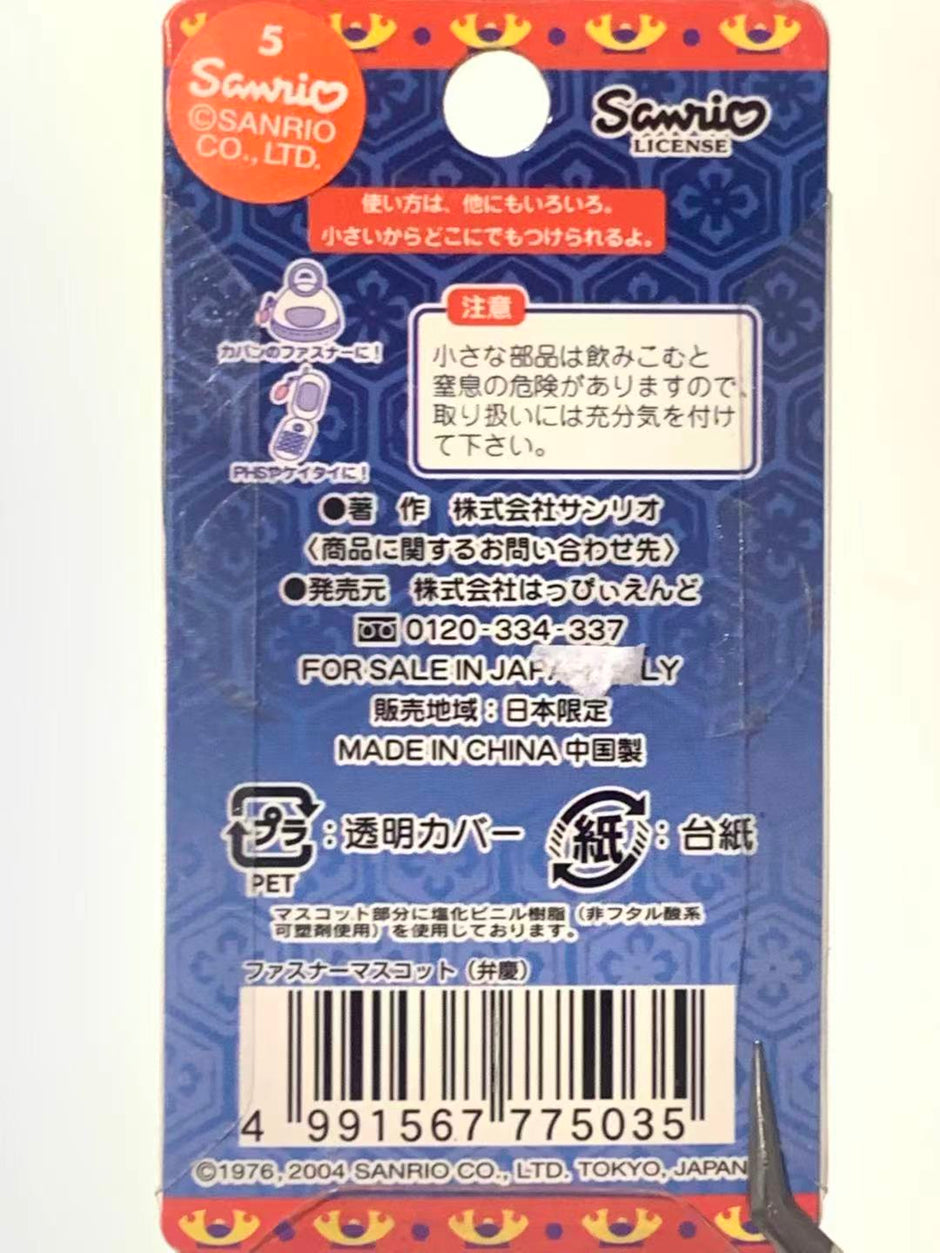 5
Sanrio
©SANRIO
CO., LTD.
Sanrio
LICENSE
使い方は、他にもいろいろ。
小さいからどこにでもつけられるよ。
カバンのファスナーに!
PHSやケイタイに!
注意
小さな部品は飲みこむと
窒息の危険がありますので、
取り扱いには充分気を付け
て下さい。
●著 作 株式会社サンリオ
〈商品に関するお問い合わせ先〉
●発売元 株式会社はっぴぃえんど
0120-334-337
FOR SALE IN
販売地域:日本限定
MADE IN CHINA 中国製
プラ:透明カバー
PET
紙:台紙
マスコット部分に塩化ビニル樹脂(非フタル酸系
可塑剤使用)を使用しております。
ファスナーマスコット(弁慶)
4 991567 775035
©1976, 2004 SANRIO CO., LTD. TOKYO, JAPAN